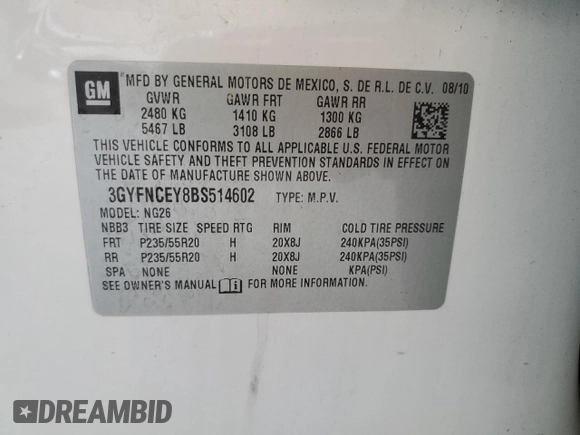 GM
MFD BY GENERAL MOTORS DE MEXICO, S. DE R.L. DE C.V. 08/10
GVWR GAWR FRT GAWR RR
2480 KG 1410 KG 1300 KG
5467 LB 3108 LB 2866 LB
THIS VEHICLE CONFORMS TO ALL APPLICABLE U.S. FEDERAL MOTOR
VEHICLE SAFETY AND THEFT PREVENTION STANDARDS IN EFFECT ON
THE DATE OF MANUFACTURE SHOWN ABOVE.
3GYFNCEY8BS514602 TYPE: M.P.V.
MODEL: NG26
NBB3 TIRE SIZE SPEED RTG RIM COLD TIRE PRESSURE
FRT P235/55R20 H 20X8J 240KPA(35PSI)
RR P235/55R20 H 20X8J 240KPA(35PSI)
SPA NONE NONE KPA(PSI)
SEE OWNER'S MANUAL i FOR MORE INFORMATION.
DREAMBID